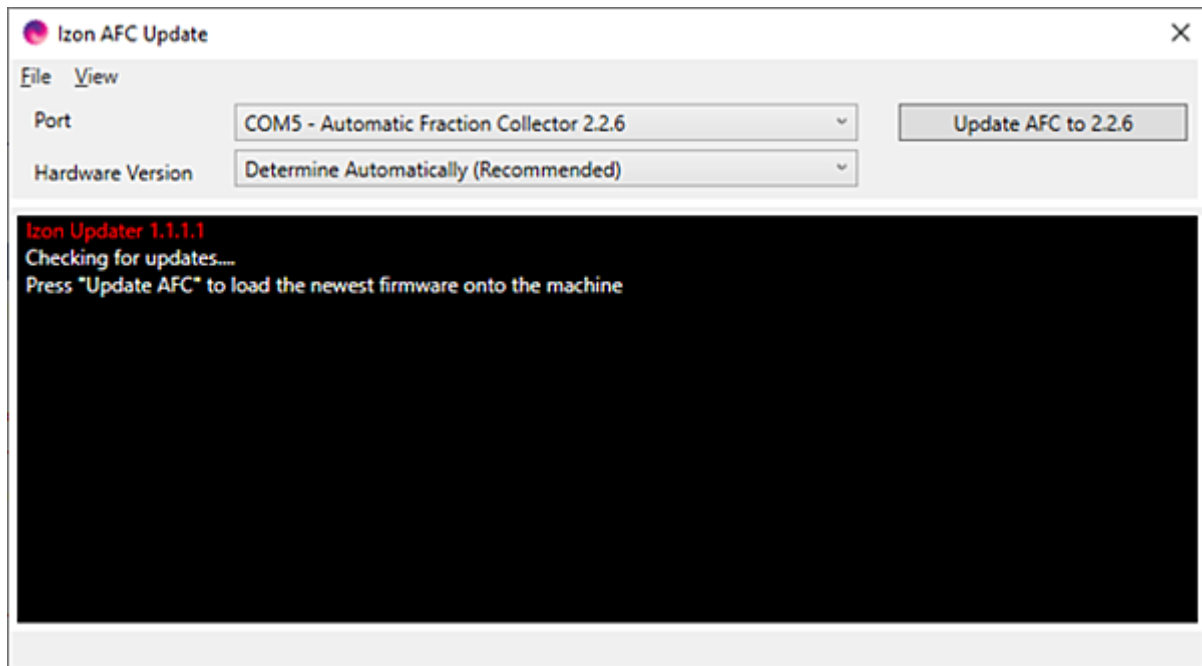 Izon AFC Update
File View
Port
COM5 - Automatic Fraction Collector 2.2.6
Update AFC to 2.2.6
Hardware Version
Determine Automatically (Recommended)
Izon Updater 1.1.1.1
Checking for updates....
Press "Update AFC" to load the newest firmware onto the machine